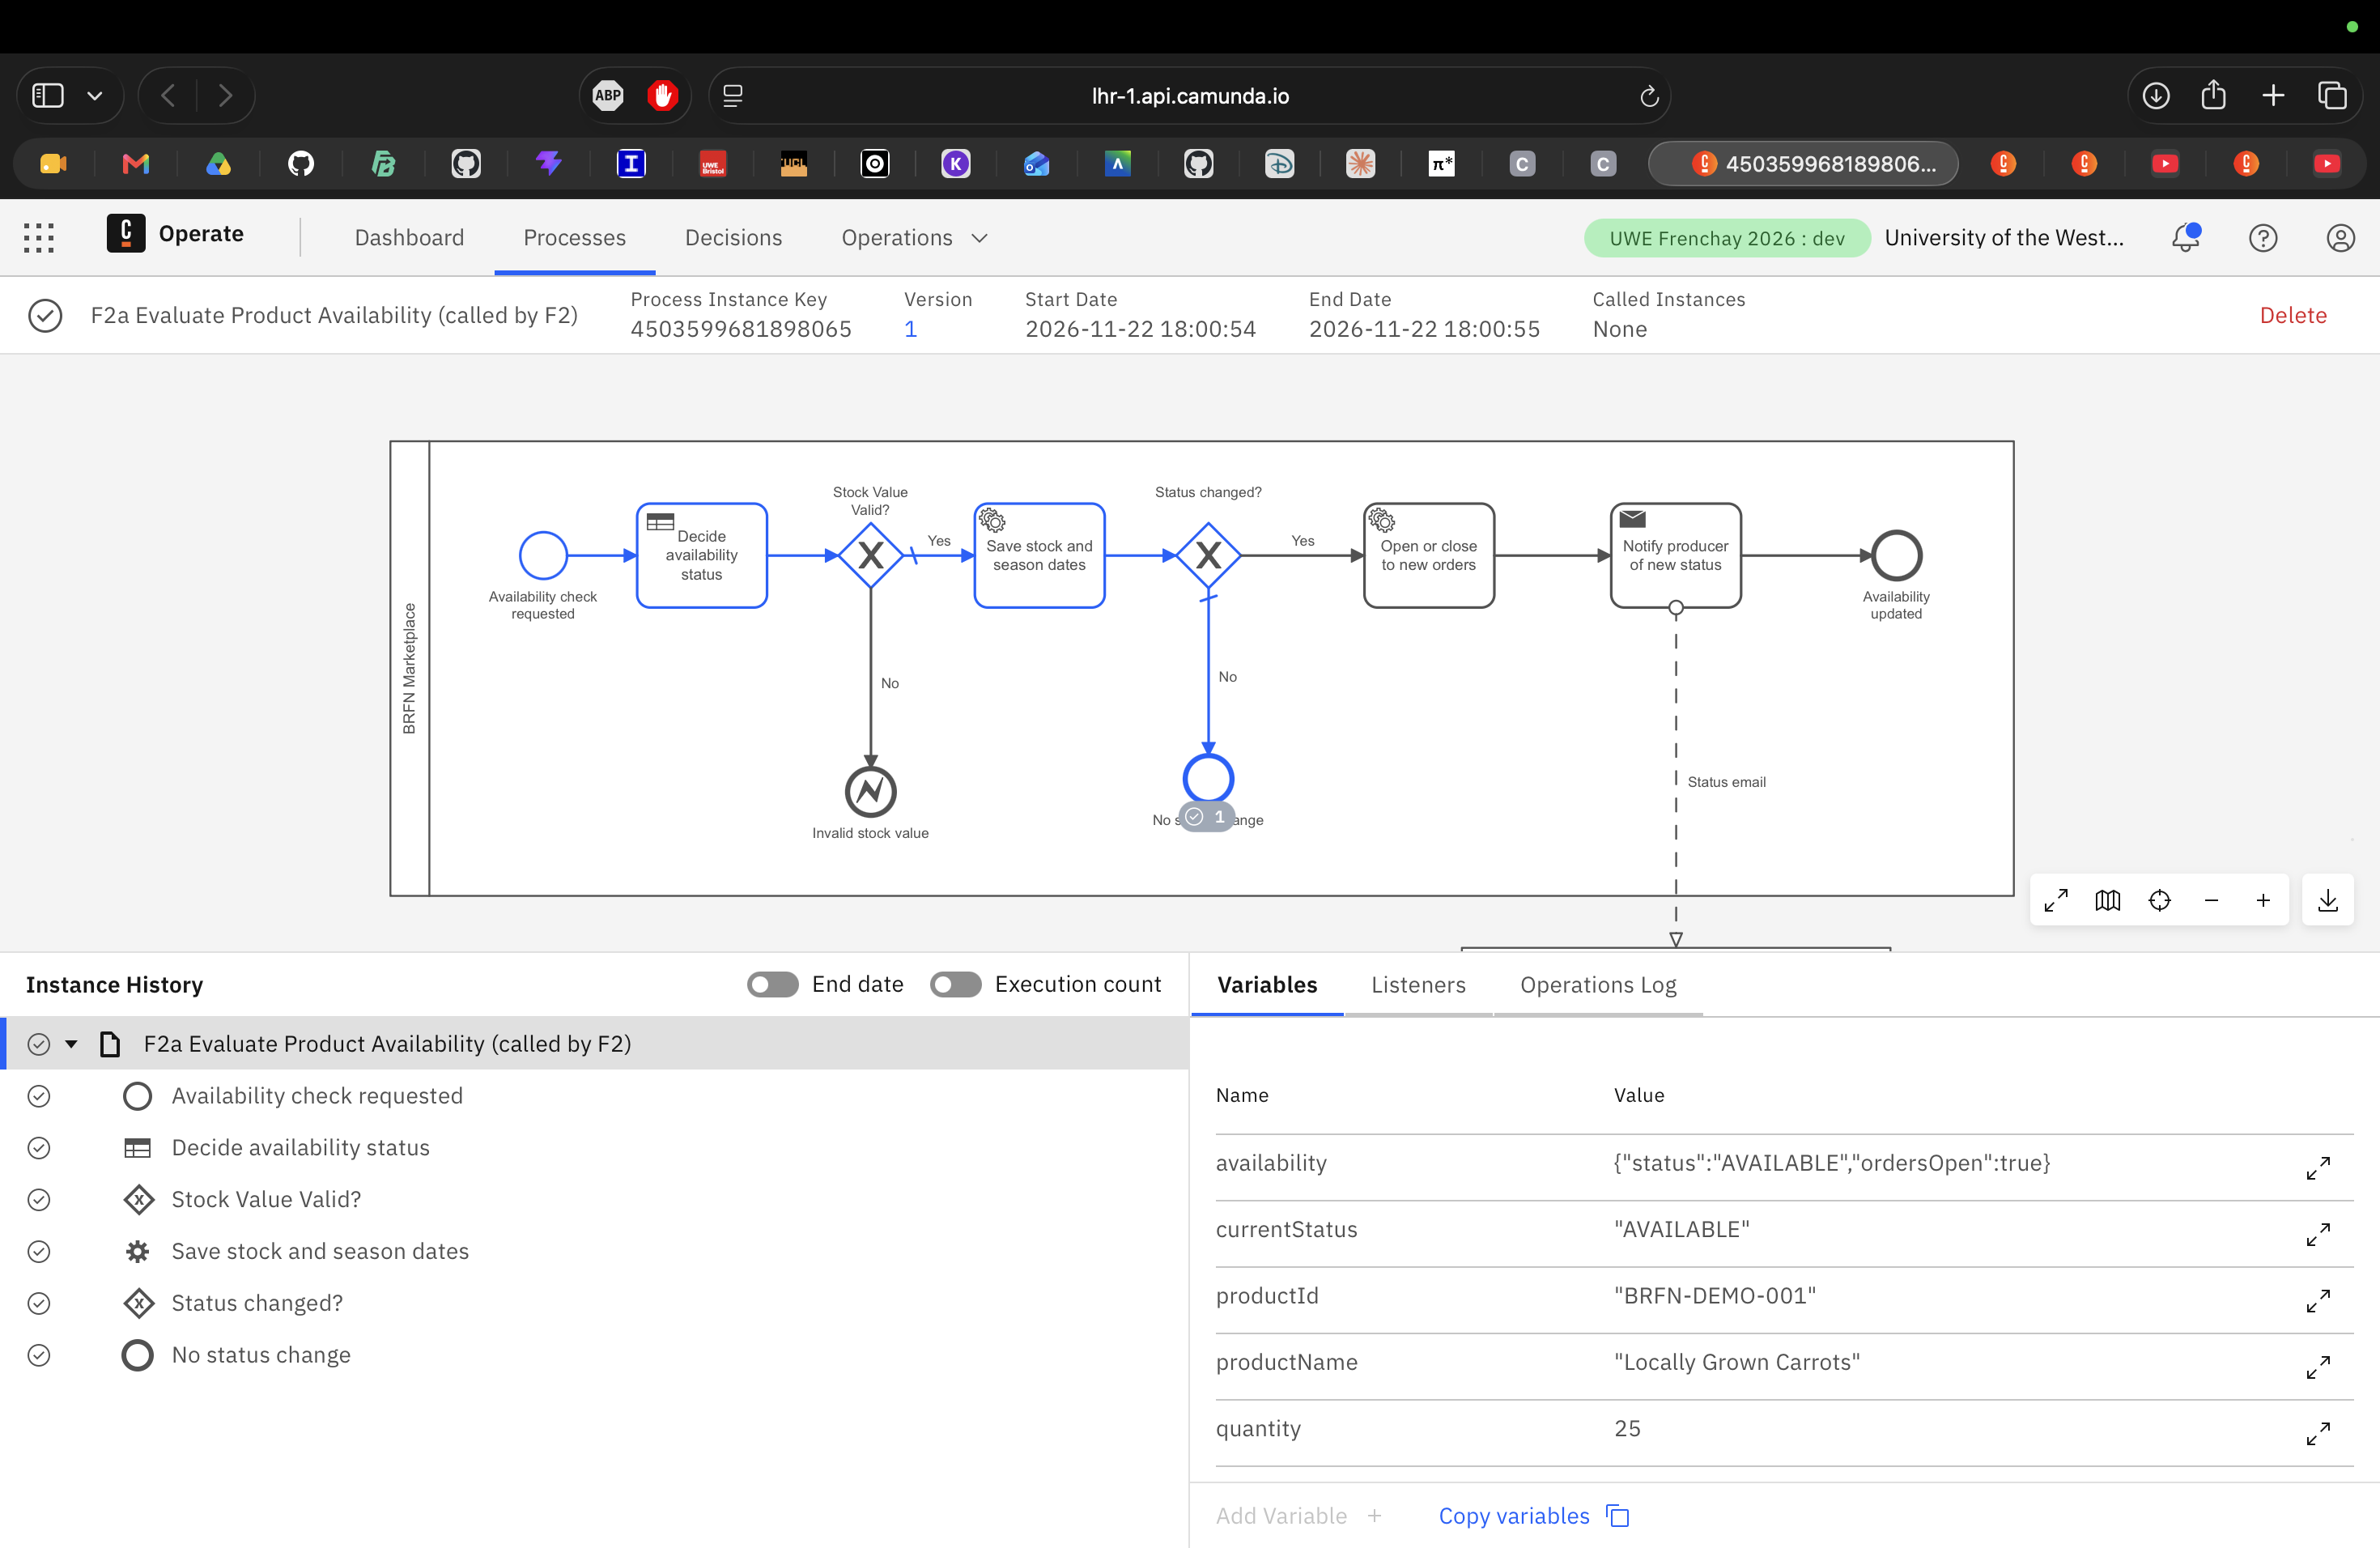 ABP
lhr-1.api.camunda.io
UWE Bristol
UCL
K
π*
C
C
450359968189806...
Operate
Dashboard
Processes
Decisions
Operations
UWE Frenchay 2026 : dev
University of the West...
F2a Evaluate Product Availability (called by F2)
Process Instance Key
4503599681898065
Version
1
Start Date
2026-11-22 18:00:54
End Date
2026-11-22 18:00:55
Called Instances
None
Delete
BRFN Marketplace
Availability check
requested
Decide
availability
status
Stock Value
Valid?
Yes
No
Invalid stock value
Save stock and
season dates
Status changed?
Yes
No
No s
1
ange
Open or close
to new orders
Notify producer
of new status
Availability
updated
Status email
Instance History
End date
Execution count
F2a Evaluate Product Availability (called by F2)
Availability check requested
Decide availability status
Stock Value Valid?
Save stock and season dates
Status changed?
No status change
Variables
Listeners
Operations Log
Name
Value
availability
{"status":"AVAILABLE","ordersOpen":true}
currentStatus
"AVAILABLE"
productId
"BRFN-DEMO-001"
productName
"Locally Grown Carrots"
quantity
25
Add Variable +
Copy variables